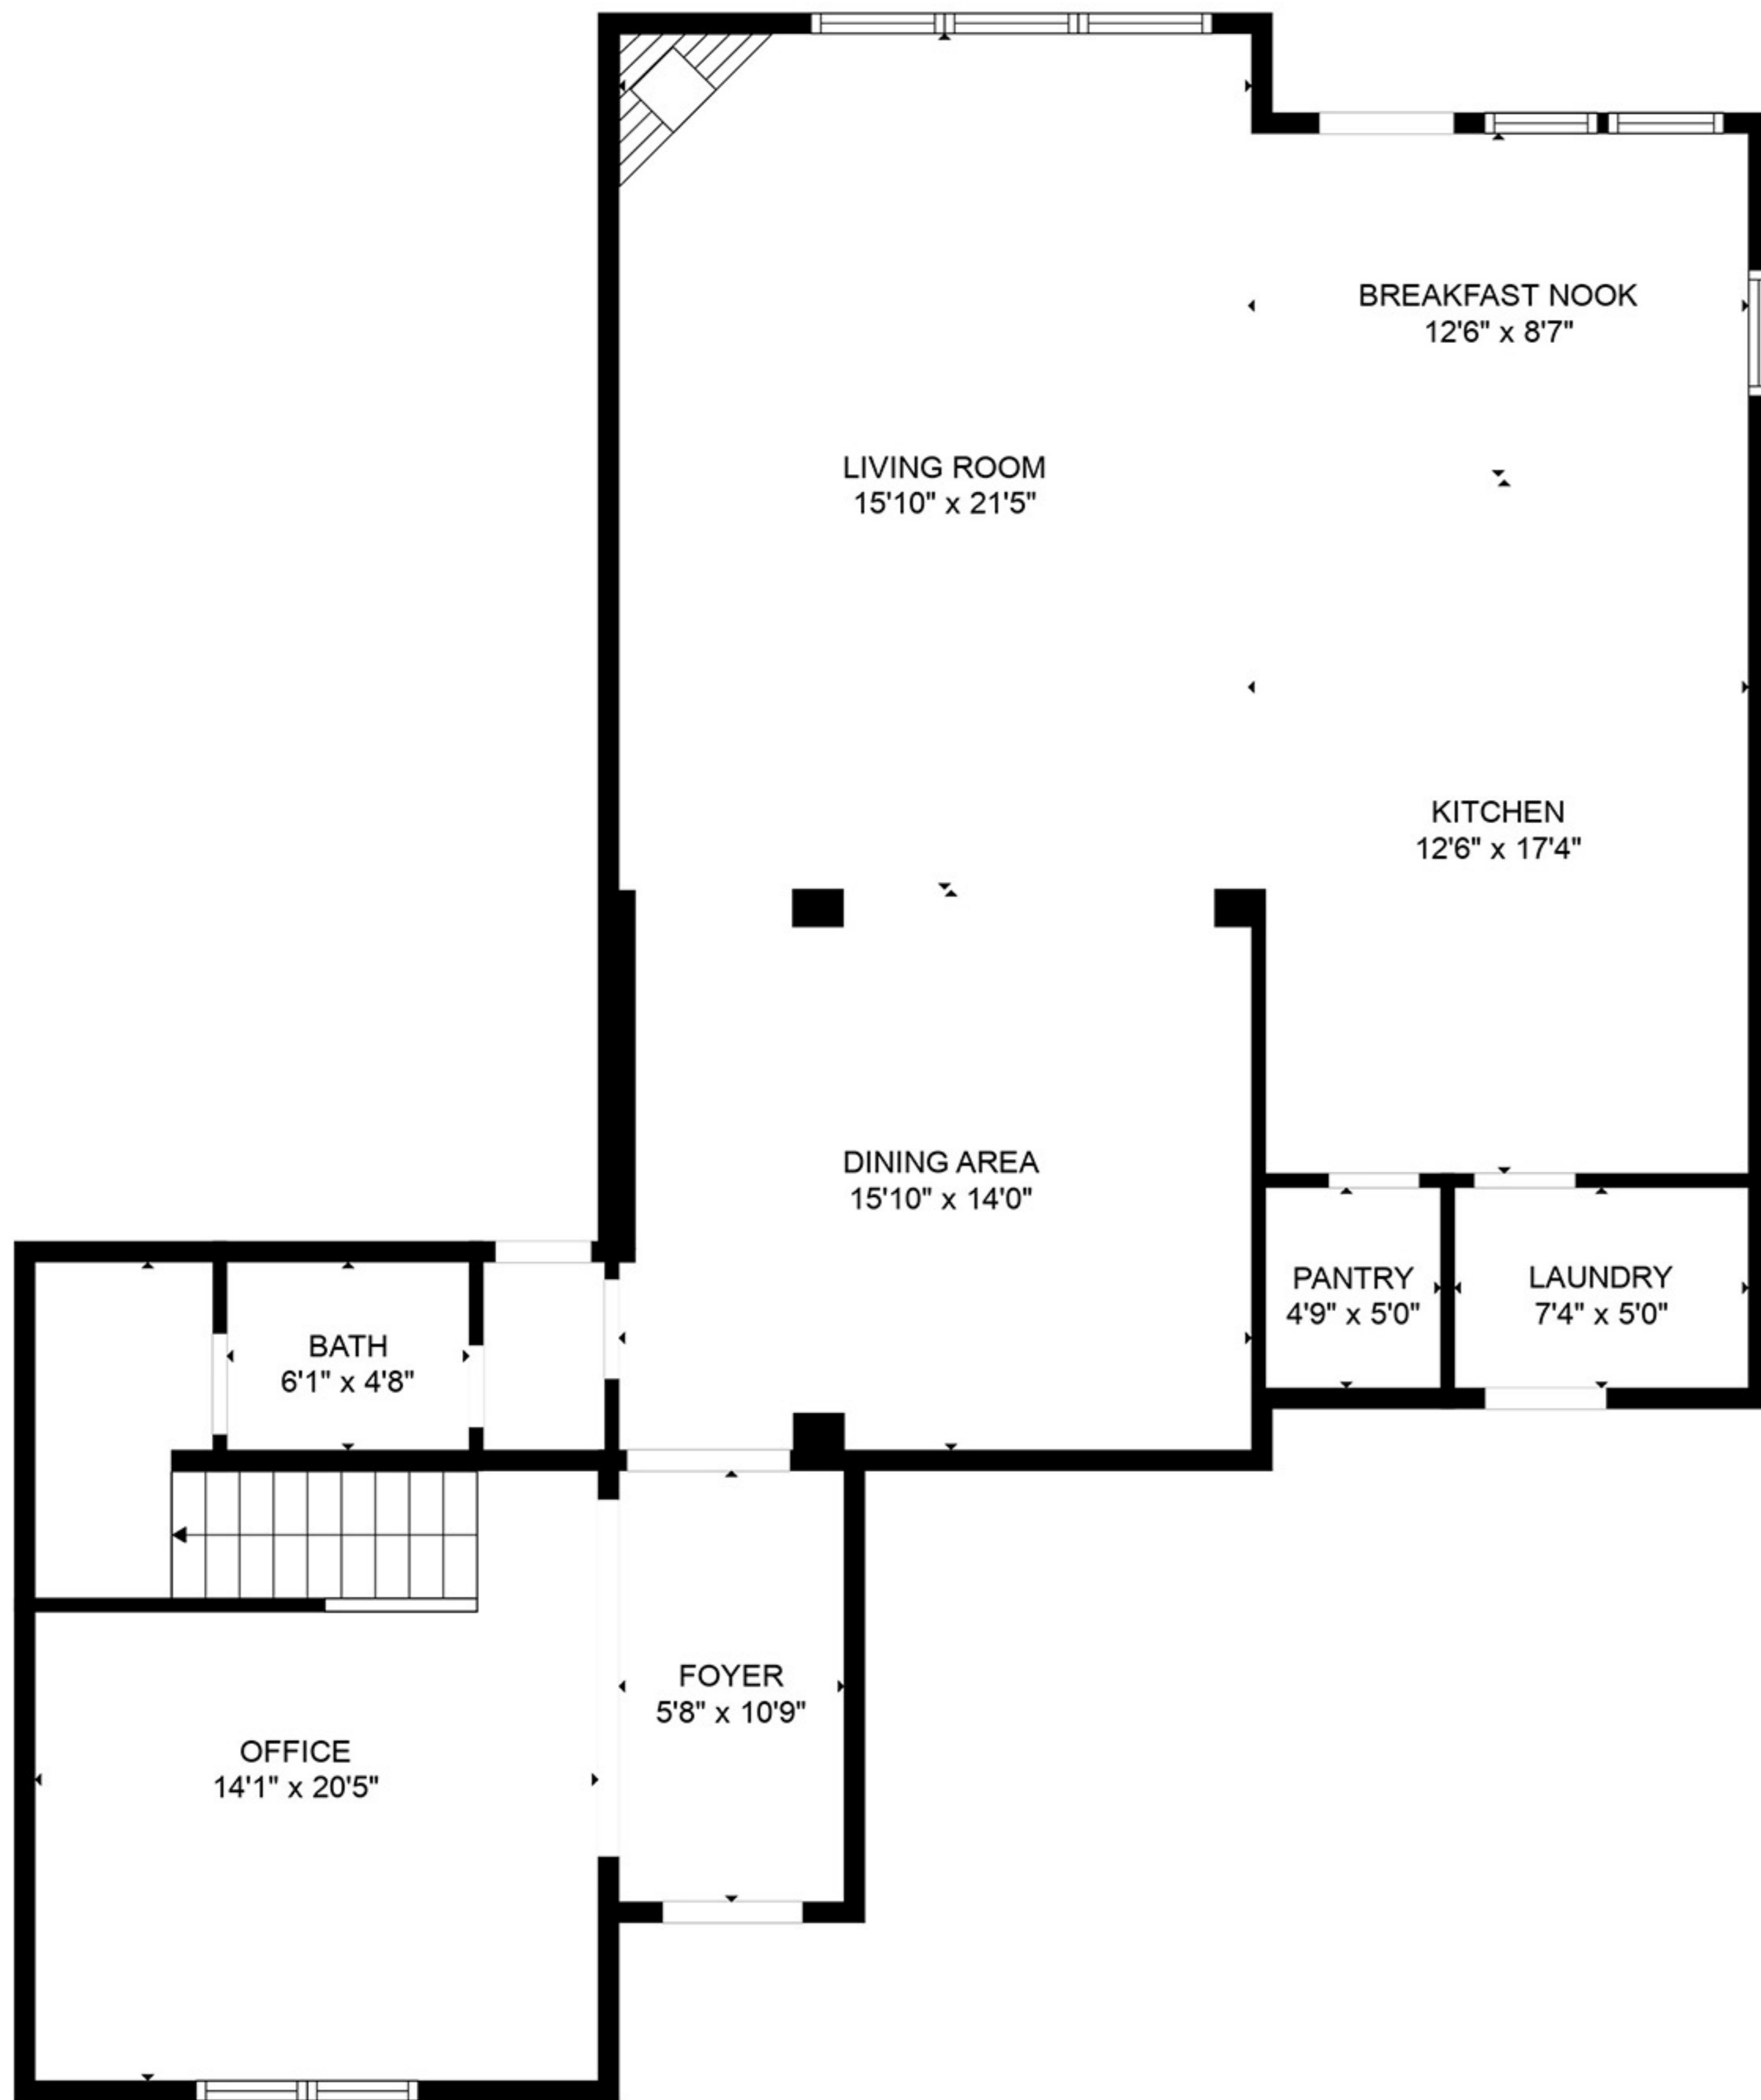 BREAKFAST NOOK
12'6" x 8'7"
LIVING ROOM
15'10" x 21'5"
KITCHEN
12'6" x 17'4"
DINING AREA
15'10" x 14'0"
PANTRY
4'9" x 5'0"
LAUNDRY
7'4" x 5'0"
BATH
6'1" x 4'8"
FOYER
5'8" x 10'9"
OFFICE
14'1" x 20'5"